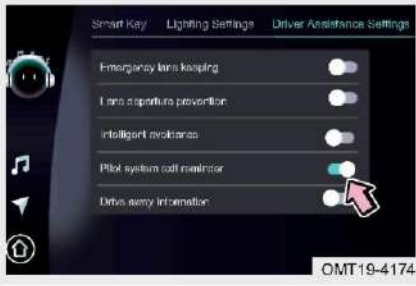 Smart Key Lighting Settings Driver Assistance Settings
Emergency lane keeping
Lane departure prevention
Intelligent avoidance
Pilot system exit reminder
Drive away information
OMT19-4174